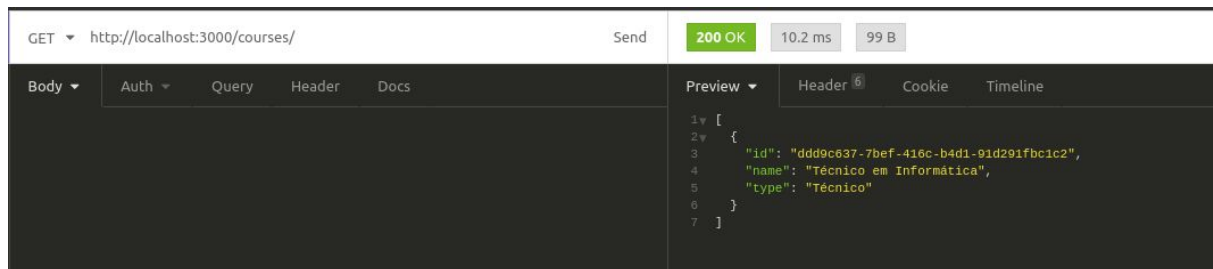 GET http://localhost:3000/courses/ Send 200 OK 10.2 ms 99 B
Body Auth Query Header Docs Preview Header 6 Cookie Timeline
1 [
2 {
3 "id": "ddd9c637-7bef-416c-b4d1-91d291fbc1c2",
4 "name": "Técnico em Informática",
5 "type": "Técnico"
6 }
7 ]